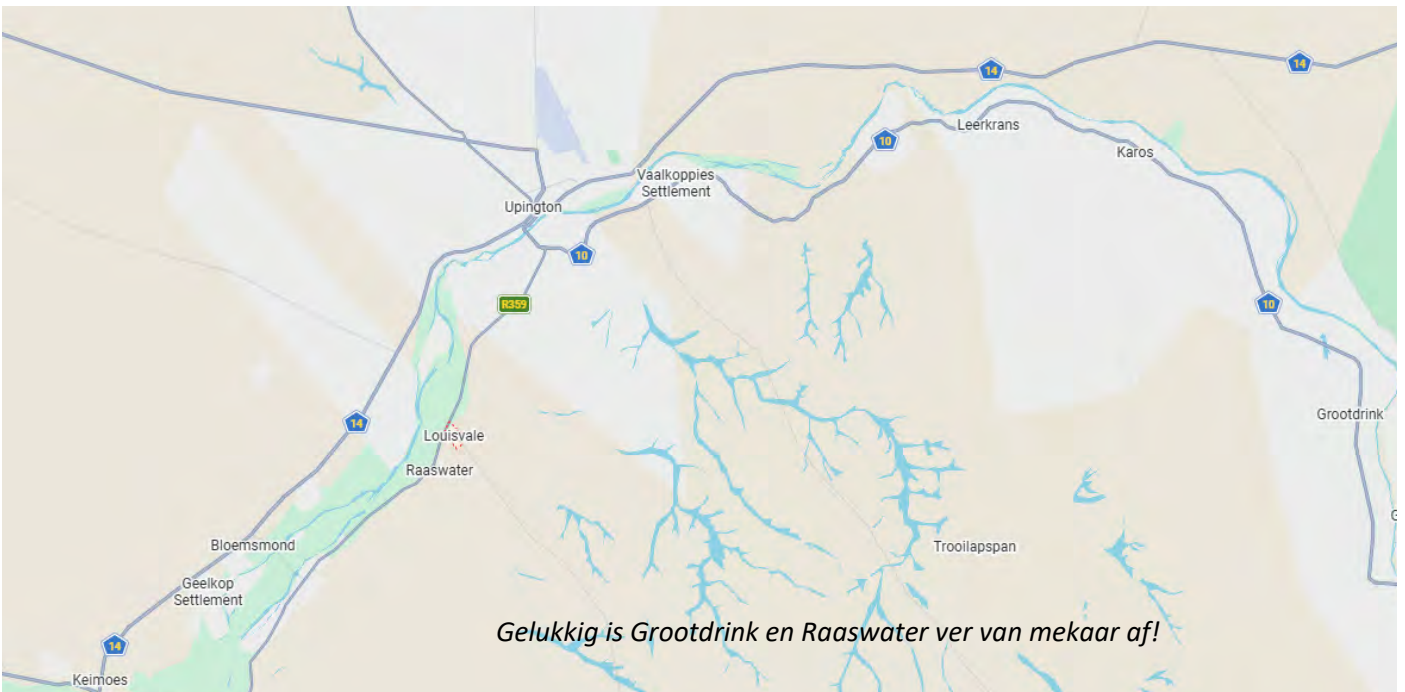 14
14
Leerkrans
10
Karos
Vaalkoppies
Settlement
Upington
10
R359
10
Grootdrink
14
Louisvale
Raaswater
Bloemsmond
Trooilapspan
Geelkop
Settlement
Gelukkig is Grootdrink en Raaswater ver van mekaar af!
14
Keimoes